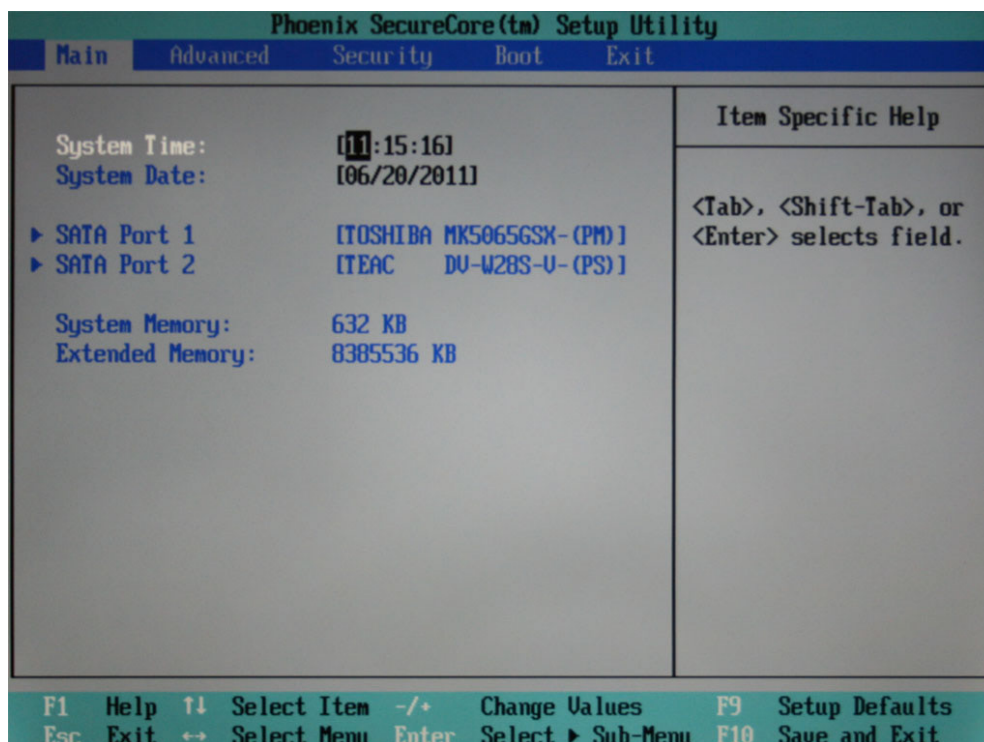 Phoenix SecureCore(tm) Setup Utility
Main Advanced Security Boot Exit
Item Specific Help
System Time: [11:15:16]
System Date: [06/20/2011]
<Tab>, <Shift-Tab>, or
<Enter> selects field.
▶ SATA Port 1 [TOSHIBA MK5065GSX-(PM)]
▶ SATA Port 2 [TEAC DV-W28S-V-(PS)]
System Memory: 632 KB
Extended Memory: 8385536 KB
F1 Help ↑↓ Select Item -/+ Change Values F9 Setup Defaults
Esc Exit ↔ Select Menu Enter Select ▶ Sub-Menu F10 Save and Exit